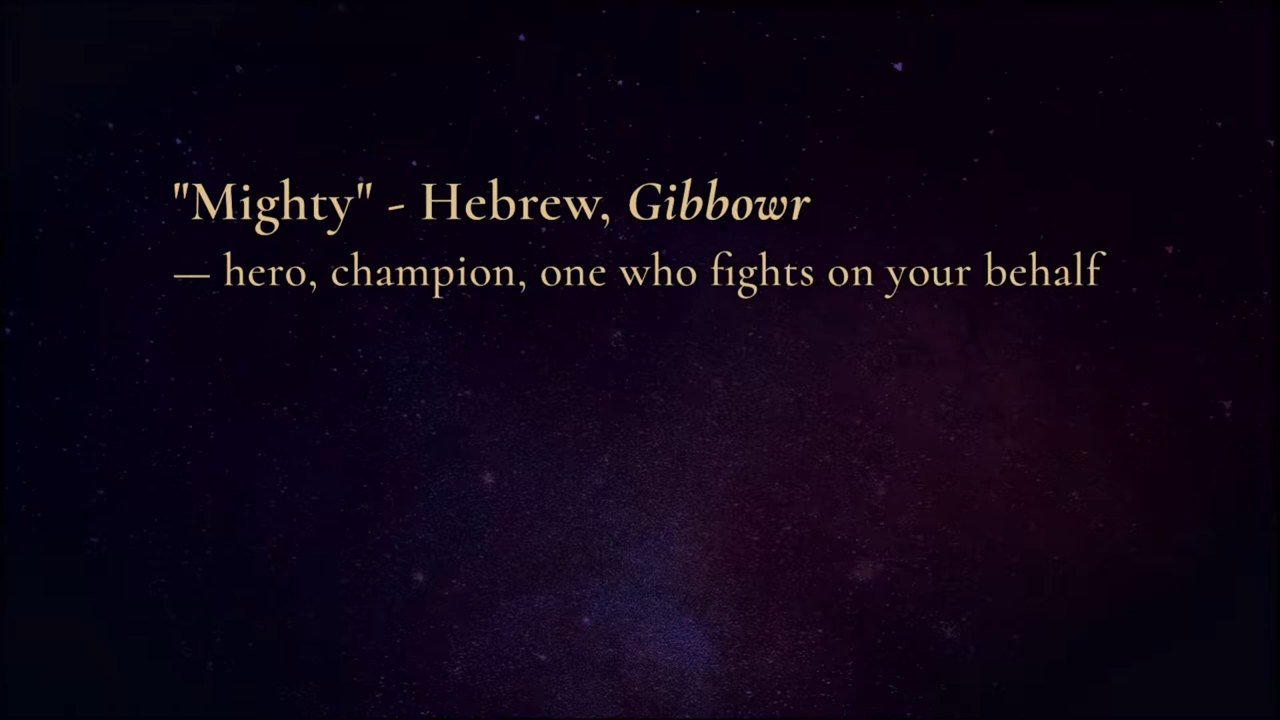 "Mighty" - Hebrew, Gibbowr
— hero, champion, one who fights on your behalf